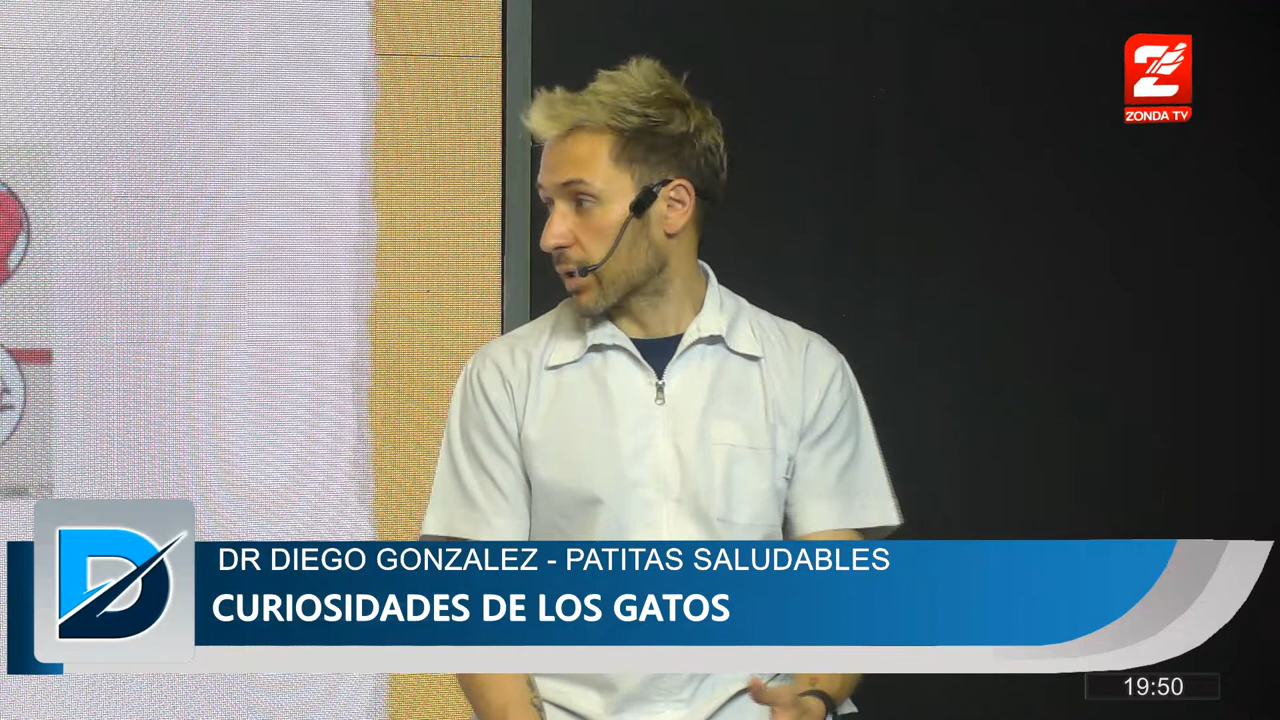 ZONDA TV
DR DIEGO GONZALEZ - PATITAS SALUDABLES
CURIOSIDADES DE LOS GATOS
19:50